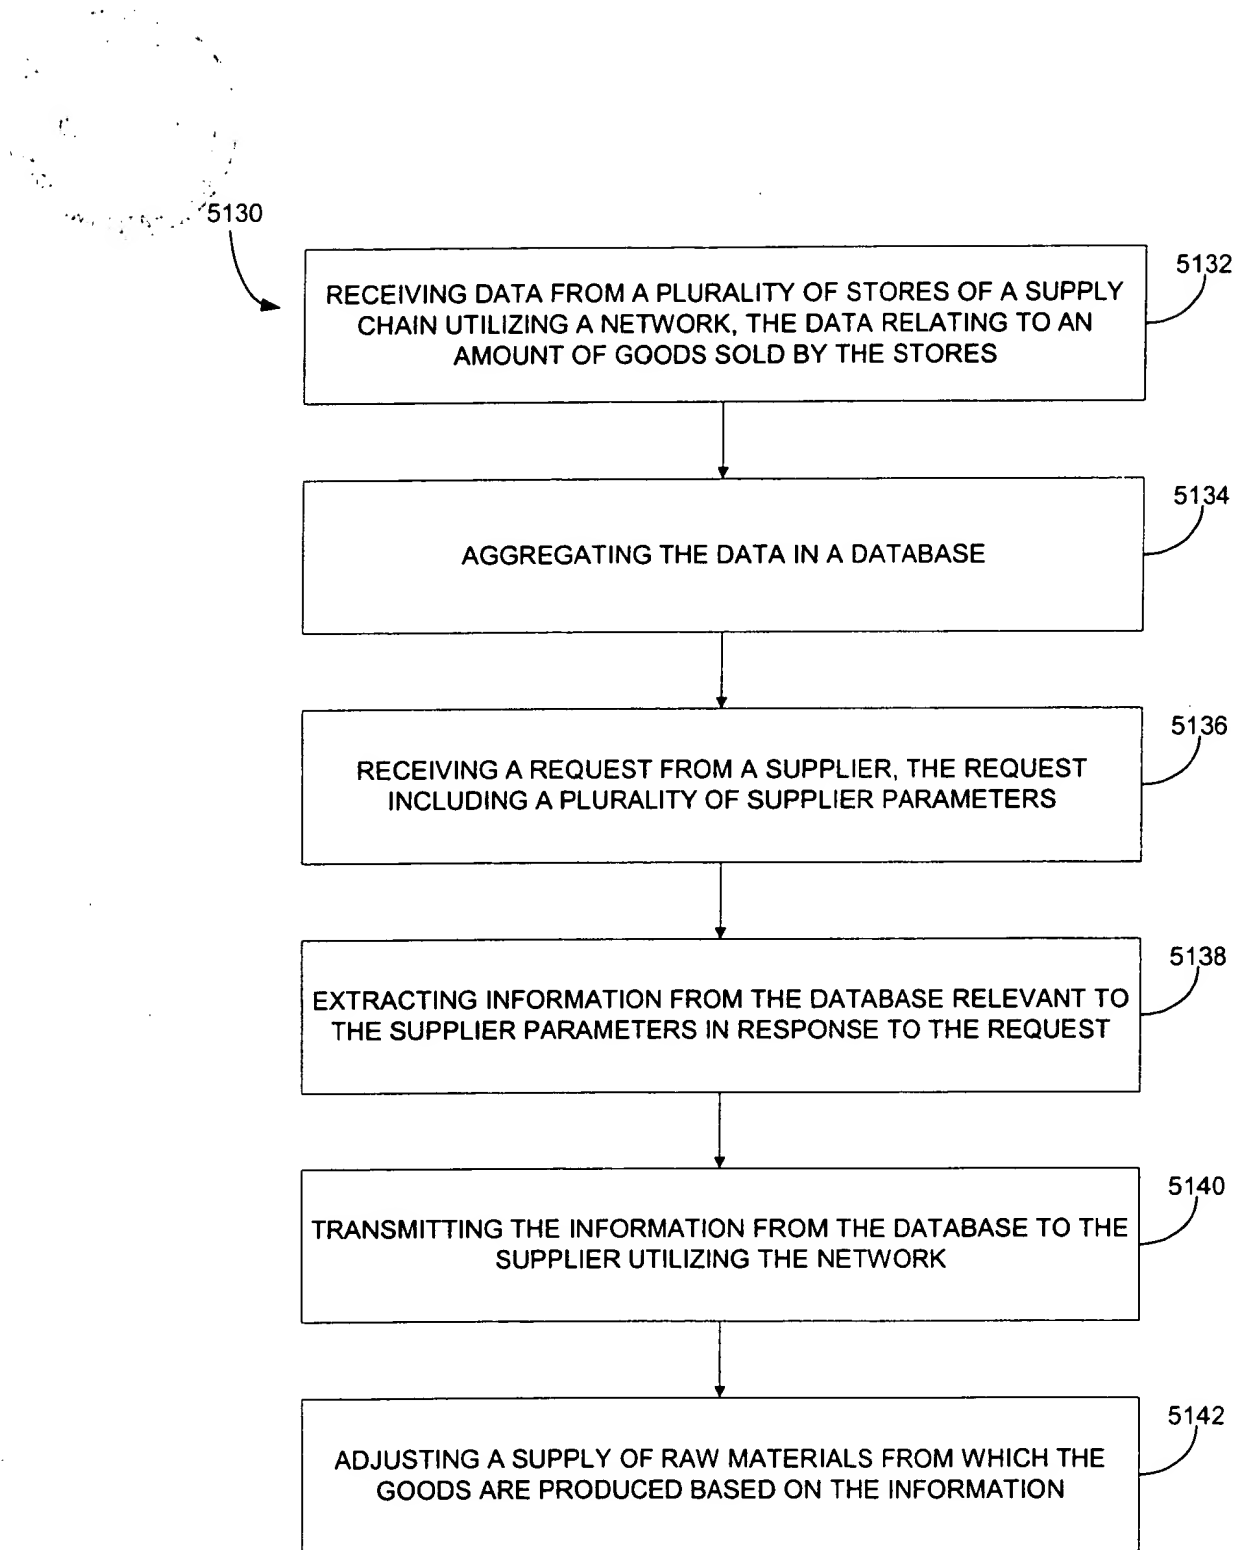 5130
5132
RECEIVING DATA FROM A PLURALITY OF STORES OF A SUPPLY
CHAIN UTILIZING A NETWORK, THE DATA RELATING TO AN
AMOUNT OF GOODS SOLD BY THE STORES
5134
AGGREGATING THE DATA IN A DATABASE
5136
RECEIVING A REQUEST FROM A SUPPLIER, THE REQUEST
INCLUDING A PLURALITY OF SUPPLIER PARAMETERS
5138
EXTRACTING INFORMATION FROM THE DATABASE RELEVANT TO
THE SUPPLIER PARAMETERS IN RESPONSE TO THE REQUEST
5140
TRANSMITTING THE INFORMATION FROM THE DATABASE TO THE
SUPPLIER UTILIZING THE NETWORK
5142
ADJUSTING A SUPPLY OF RAW MATERIALS FROM WHICH THE
GOODS ARE PRODUCED BASED ON THE INFORMATION